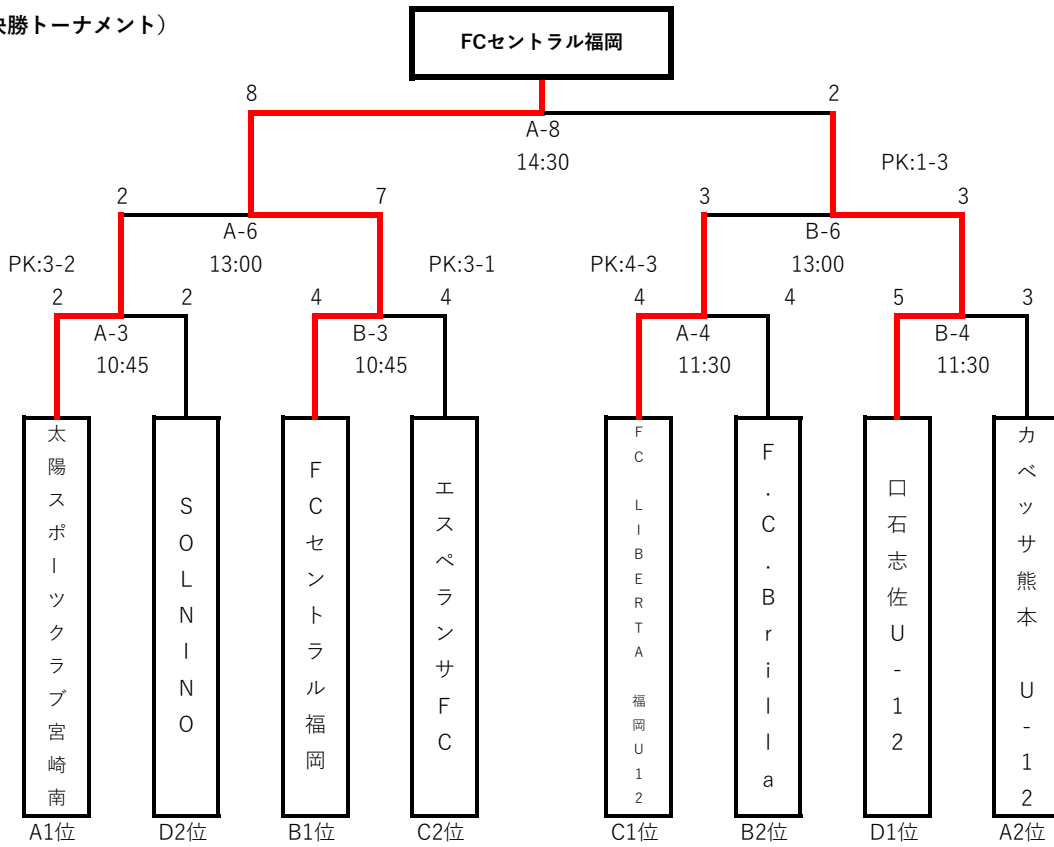 決勝トーナメント）
FCセントラル福岡
8
2
A-8
14:30
PK:1-3
2
7
3
3
A-6
B-6
PK:3-2
13:00
PK:3-1
PK:4-3
13:00
2
2
4
4
4
4
5
3
A-3
B-3
A-4
B-4
10:45
10:45
11:30
11:30
太陽スポーツクラブ宮崎南
SOLNINO
FCセントラル福岡
エスペランサFC
FC LIBERTA 福岡U12
F.C.Brilla
口石志佐U-12
カベッサ熊本 U-12
A1位
D2位
B1位
C2位
C1位
B2位
D1位
A2位